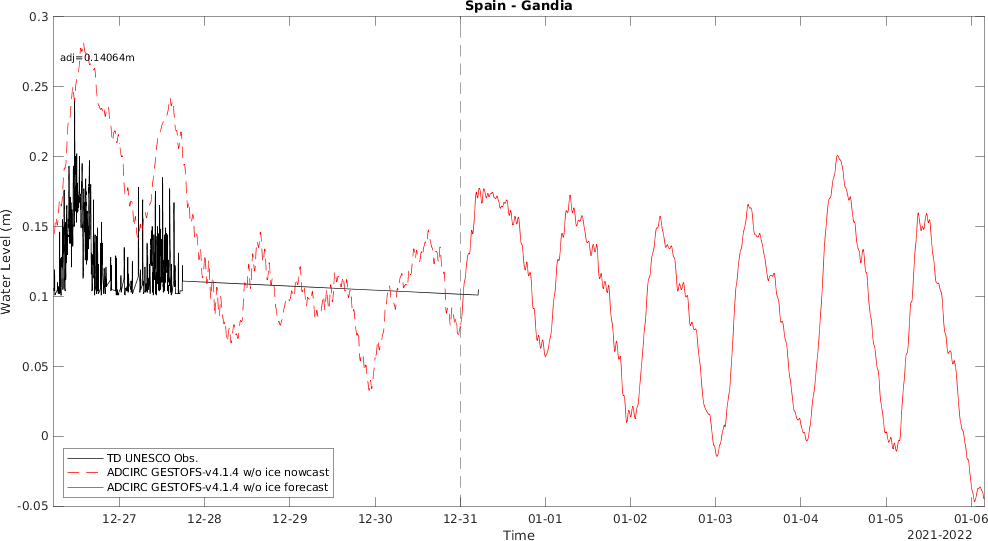 Spain - Gandia
adj=0.14064m
0.3
0.25
0.2
0.15
0.1
0.05
0
-0.05
Water Level (m)
TD UNESCO Obs.
ADCIRC GESTOFS-v4.1.4 w/o ice nowcast
ADCIRC GESTOFS-v4.1.4 w/o ice forecast
12-27 12-28 12-29 12-30 12-31 01-01 01-02 01-03 01-04 01-05 01-06
Time
2021-2022